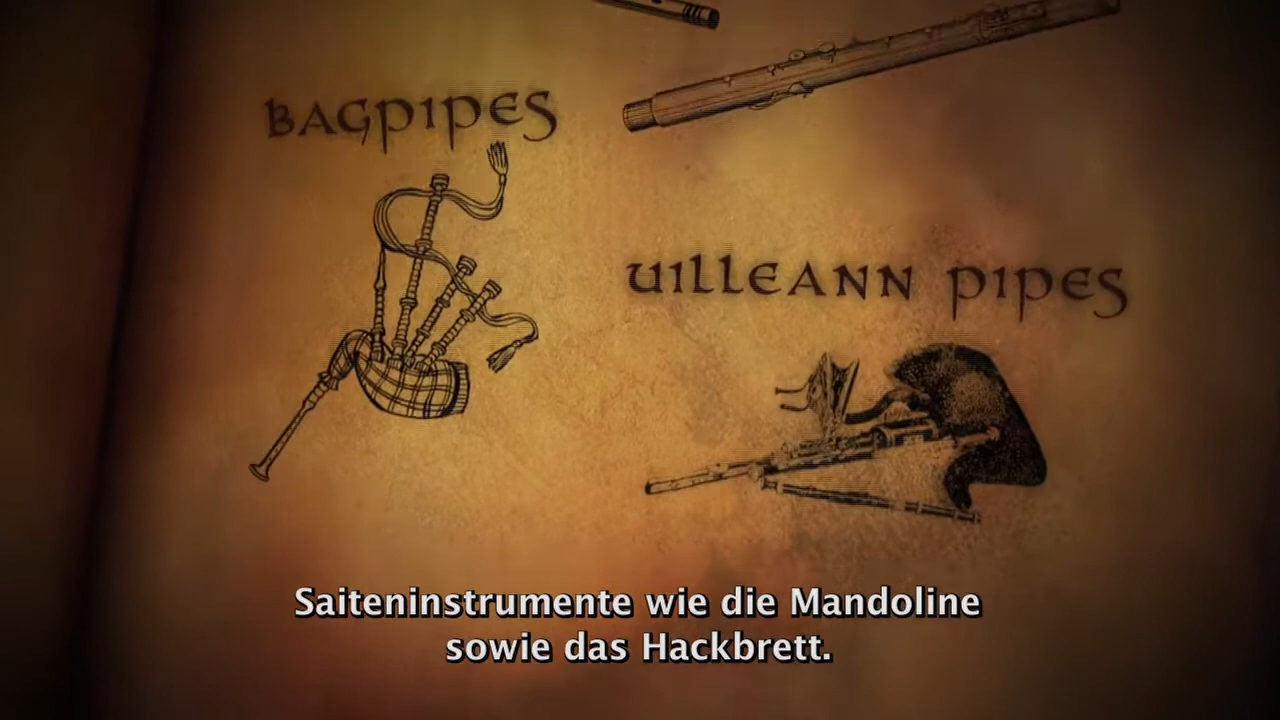 BAGPIPES
UILLEANN PIPES
Saiteninstrumente wie die Mandoline
sowie das Hackbrett.